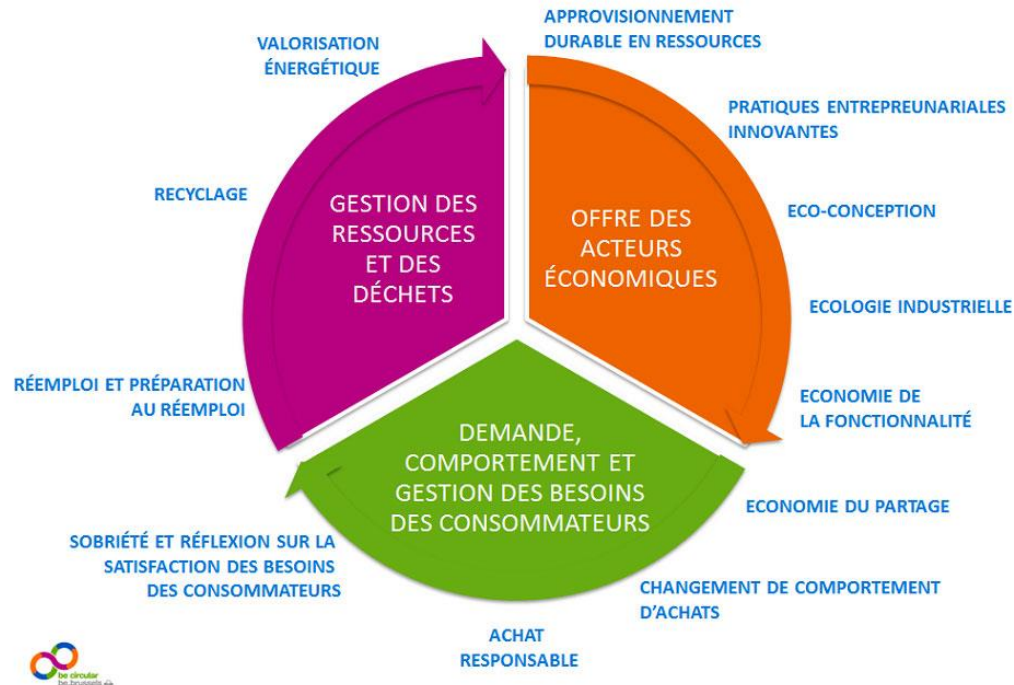 APPROVISIONNEMENT
DURABLE EN RESSOURCES
PRATIQUES ENTREPREUNARIALES
INNOVANTES
ECO-CONCEPTION
ECOLOGIE INDUSTRIELLE
ECONOMIE DE
LA FONCTIONNALITÉ
OFFRE DES
ACTEURS
ÉCONOMIQUES
ECONOMIE DU PARTAGE
CHANGEMENT DE COMPORTEMENT
D'ACHATS
ACHAT
RESPONSABLE
SOBRIÉTÉ ET RÉFLEXION SUR LA
SATISFACTION DES BESOINS
DES CONSOMMATEURS
DEMANDE,
COMPORTEMENT ET
GESTION DES BESOINS
DES CONSOMMATEURS
RÉEMPLOI ET PRÉPARATION
AU RÉEMPLOI
RECYCLAGE
VALORISATION
ÉNERGÉTIQUE
GESTION DES
RESSOURCES
ET DES
DÉCHETS
be circular
be.brussels